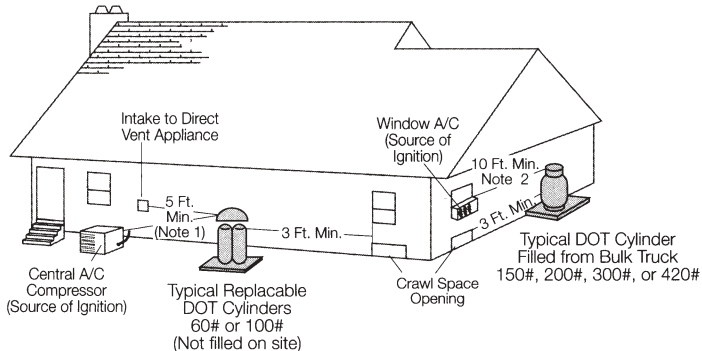 Intake to Direct
Vent Appliance
Window A/C
(Source of
Ignition)
10 Ft. Min.
Note 2
5 Ft.
Min.
(Note 1)
3 Ft. Min.
3 Ft. Min.
Central A/C
Compressor
(Source of Ignition)
Typical Replacable
DOT Cylinders
60# or 100#
(Not filled on site)
Crawl Space
Opening
Typical DOT Cylinder
Filled from Bulk Truck
150#, 200#, 300#, or 420#